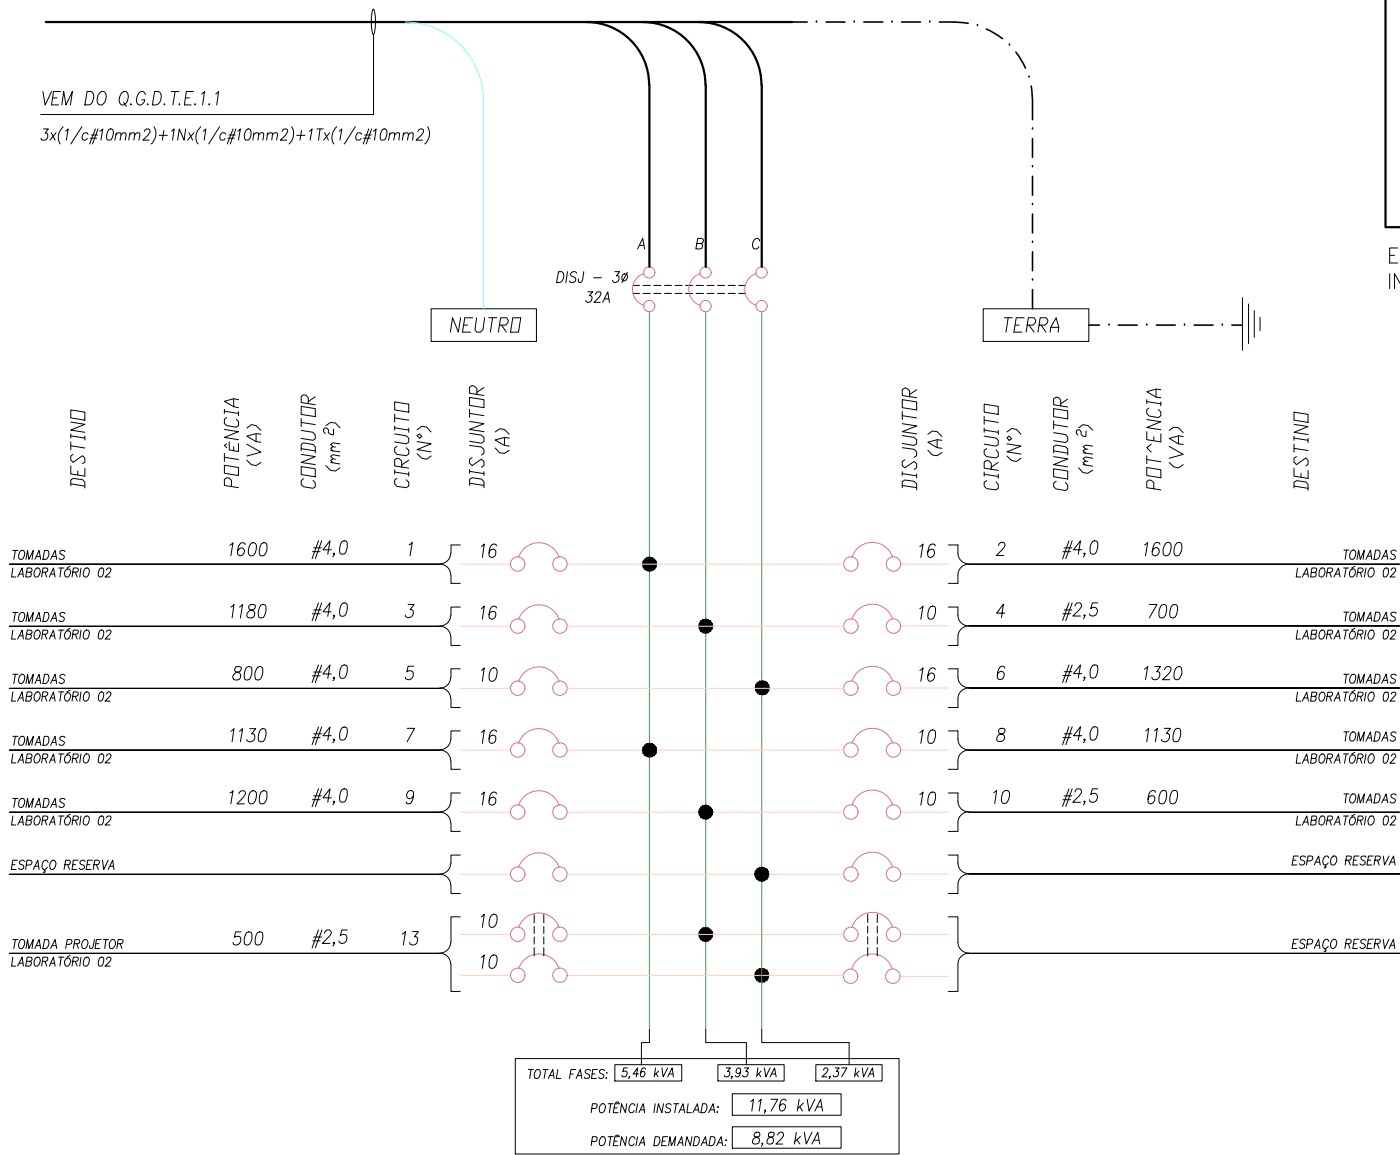 VEM DO Q.G.D.T.E.1.1
3x(1/c#10mm2)+1Nx(1/c#10mm2)+1Tx(1/c#10mm2)
E
IN
A B C
DISJ - 3ø
32A
NEUTRO
TERRA
DESTINO
POTÊNCIA
(VA)
CONDUTOR
(mm 2)
CIRCUITO
(N°)
DISJUNTOR
(A)
DISJUNTOR
(A)
CIRCUITO
(N°)
CONDUTOR
(mm 2)
POT^ENCIA
(VA)
DESTINO
TOMADAS 1600 #4,0 1 16 16 2 #4,0 1600 TOMADAS
LABORATÓRIO 02 LABORATÓRIO 02
TOMADAS 1180 #4,0 3 16 10 4 #2,5 700 TOMADAS
LABORATÓRIO 02 LABORATÓRIO 02
TOMADAS 800 #4,0 5 10 16 6 #4,0 1320 TOMADAS
LABORATÓRIO 02 LABORATÓRIO 02
TOMADAS 1130 #4,0 7 16 10 8 #4,0 1130 TOMADAS
LABORATÓRIO 02 LABORATÓRIO 02
TOMADAS 1200 #4,0 9 16 10 10 #2,5 600 TOMADAS
LABORATÓRIO 02 LABORATÓRIO 02
ESPAÇO RESERVA ESPAÇO RESERVA
10
TOMADA PROJETOR 500 #2,5 13 ESPAÇO RESERVA
LABORATÓRIO 02 10
TOTAL FASES: 5,46 kVA 3,93 kVA 2,37 kVA
POTÊNCIA INSTALADA: 11,76 kVA
POTÊNCIA DEMANDADA: 8,82 kVA